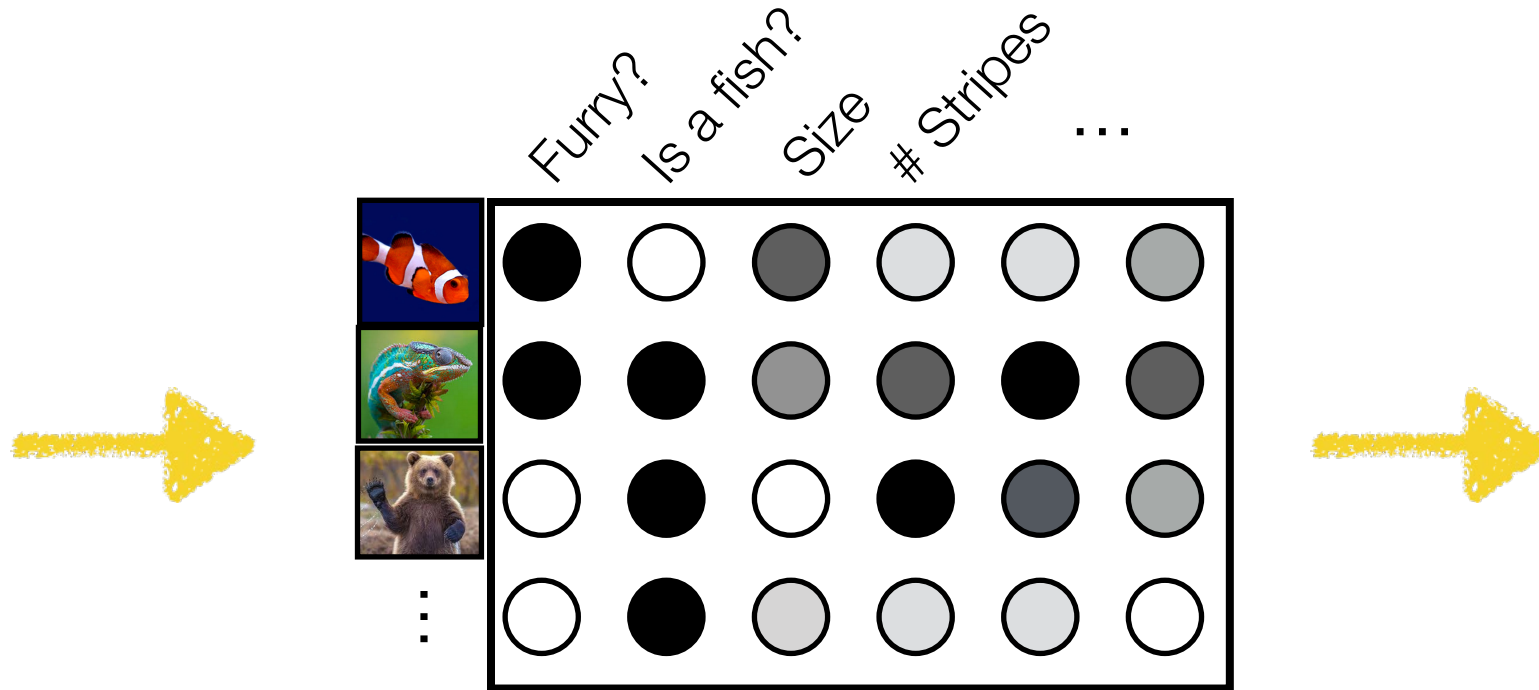 Furry?
Is a fish?
Size
# Stripes
...
⋮